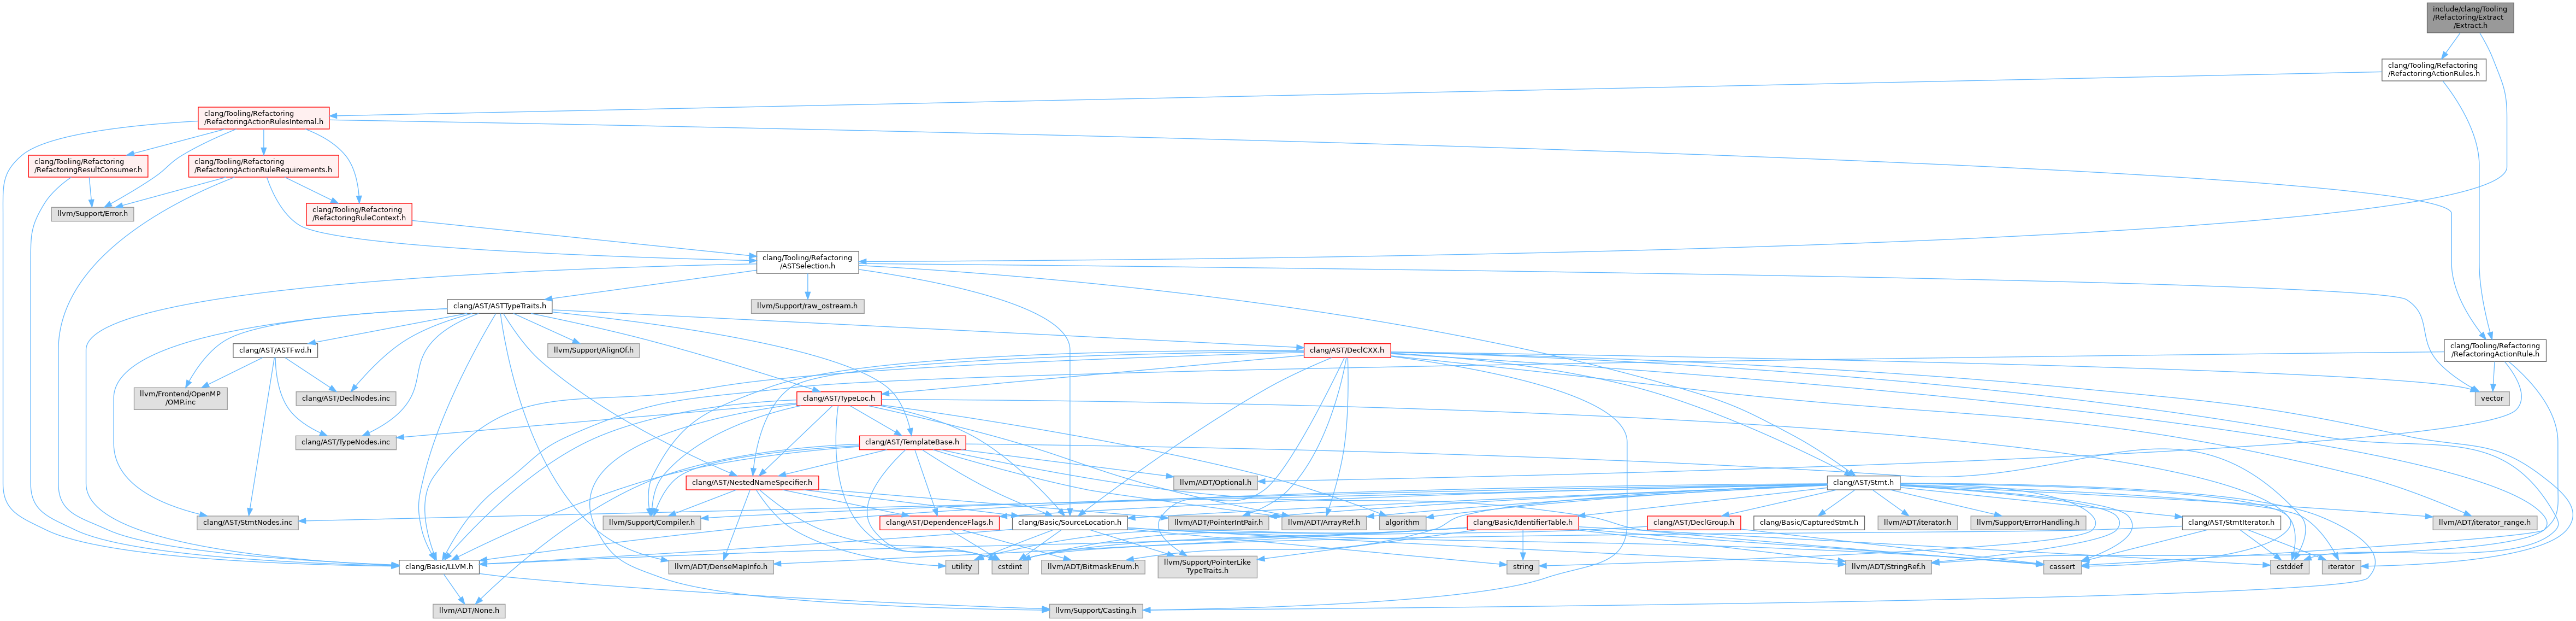 include/clang/Tooling
/Refactoring/Extract
/Extract.h
clang/Tooling/Refactoring
/RefactoringActionRules.h
clang/Tooling/Refactoring
/RefactoringActionRulesInternal.h
clang/Tooling/Refactoring
/RefactoringResultConsumer.h
clang/Tooling/Refactoring
/RefactoringActionRuleRequirements.h
llvm/Support/Error.h
clang/Tooling/Refactoring
/RefactoringRuleContext.h
clang/Tooling/Refactoring
/ASTSelection.h
clang/AST/ASTTypeTraits.h
llvm/Support/raw_ostream.h
clang/AST/ASTFwd.h
llvm/Support/AlignOf.h
clang/AST/DeclCXX.h
clang/Tooling/Refactoring
/RefactoringActionRule.h
llvm/Frontend/OpenMP
/OMP.inc
clang/AST/DeclNodes.inc
clang/AST/TypeLoc.h
vector
clang/AST/TypeNodes.inc
clang/AST/TemplateBase.h
clang/AST/NestedNameSpecifier.h
llvm/ADT/Optional.h
clang/AST/Stmt.h
clang/AST/StmtNodes.inc
llvm/Support/Compiler.h
clang/AST/DependenceFlags.h
clang/Basic/SourceLocation.h
llvm/ADT/PointerIntPair.h
llvm/ADT/ArrayRef.h
algorithm
clang/Basic/IdentifierTable.h
clang/AST/DeclGroup.h
clang/Basic/CapturedStmt.h
llvm/ADT/iterator.h
llvm/Support/ErrorHandling.h
clang/AST/StmtIterator.h
llvm/ADT/iterator_range.h
clang/Basic/LLVM.h
llvm/ADT/DenseMapInfo.h
utility
cstdint
llvm/ADT/BitmaskEnum.h
llvm/Support/PointerLike
TypeTraits.h
string
llvm/ADT/StringRef.h
cassert
cstddef
iterator
llvm/ADT/None.h
llvm/Support/Casting.h